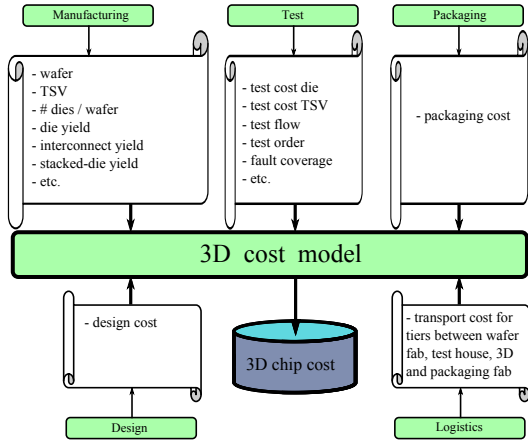 Manufacturing
Test
Packaging
- wafer
- TSV
- # dies / wafer
- die yield
- interconnect yield
- stacked-die yield
- etc.
- test cost die
- test cost TSV
- test flow
- test order
- fault coverage
- etc.
- packaging cost
3D cost model
- design cost
3D chip cost
- transport cost for
tiers between wafer
fab, test house, 3D
and packaging fab
Design
Logistics